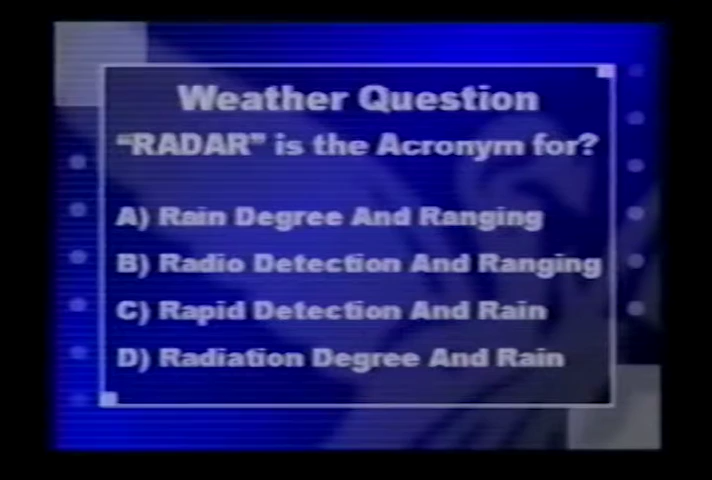 Weather Question
"RADAR" is the Acronym for?
A) Rain Degree And Ranging
B) Radio Detection And Ranging
C) Rapid Detection And Rain
D) Radiation Degree And Rain